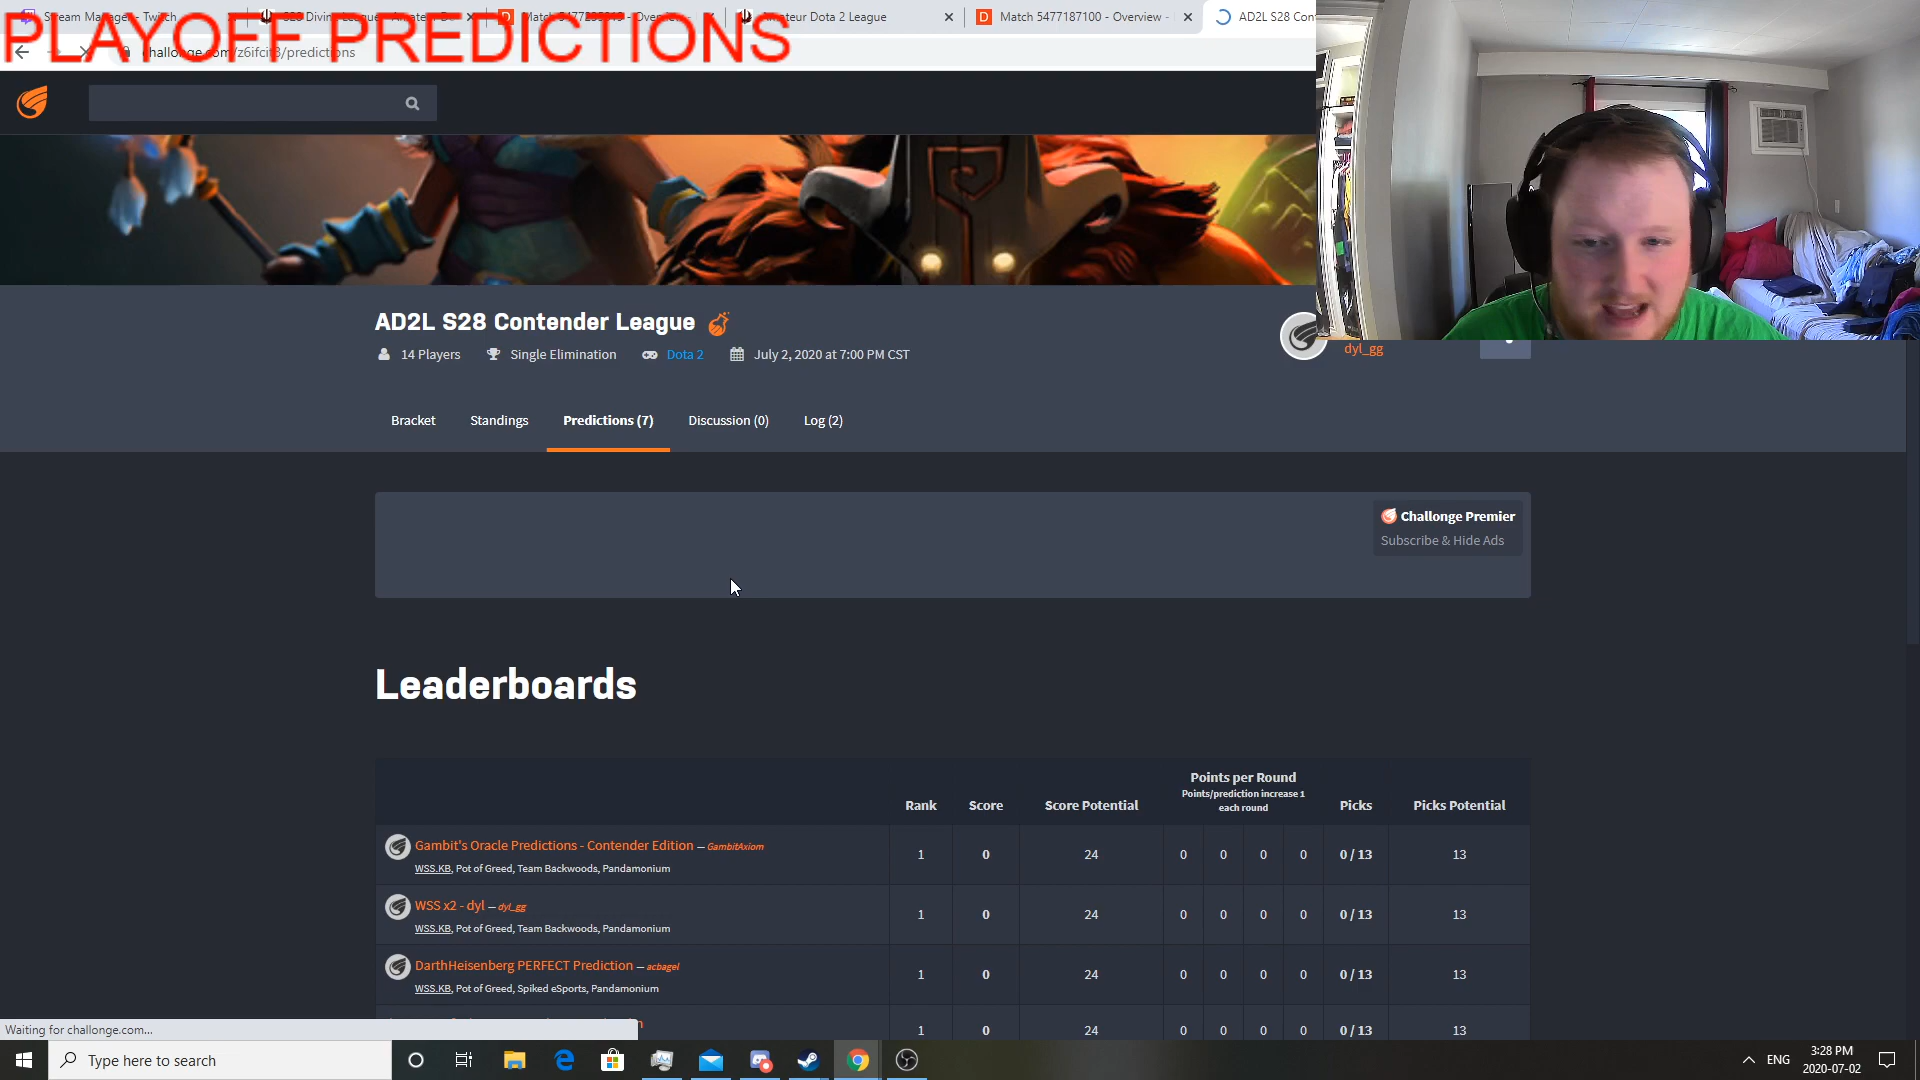 PLAYOFF PREDICTIONS
Stream Manager - Twitch
Match 5477187100 - Overview -
challonge.com/z6ifcif3/predictions
AD2L S28 Contender League
14 Players
Single Elimination
Dota 2
July 2, 2020 at 7:00 PM CST
dyl_gg
Bracket
Standings
Predictions (7)
Discussion (0)
Log (2)
Challonge Premier
Subscribe & Hide Ads
Leaderboards
Rank
Score
Score Potential
Points per Round
Points/prediction increase 1
each round
Picks
Picks Potential
Gambit's Oracle Predictions - Contender Edition – GambitAxiom
WSS.KB, Pot of Greed, Team Backwoods, Pandamonium
1 0 24 0 0 0 0 0 / 13 13
WSS x2 - dyl – dyl_gg
WSS.KB, Pot of Greed, Team Backwoods, Pandamonium
1 0 24 0 0 0 0 0 / 13 13
DarthHeisenberg PERFECT Prediction – acbagel
WSS.KB, Pot of Greed, Spiked eSports, Pandamonium
1 0 24 0 0 0 0 0 / 13 13
1 0 24 0 0 0 0 0 / 13 13
Waiting for challonge.com...
Type here to search
ENG
3:28 PM
2020-07-02